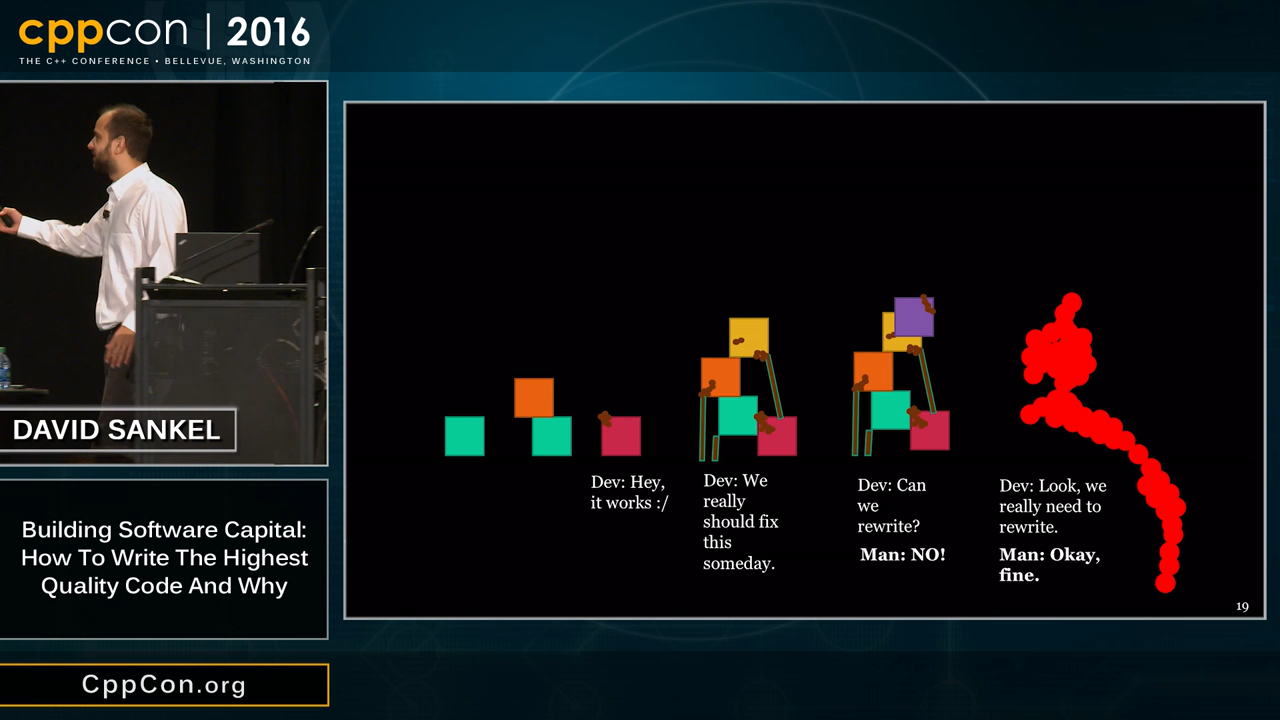 cppcon | 2016
THE C++ CONFERENCE • BELLEVUE, WASHINGTON
DAVID SANKEL
Building Software Capital:
How To Write The Highest
Quality Code And Why
CppCon.org
Dev: Hey,
it works :/
Dev: We
really
should fix
this
someday.
Dev: Can
we
rewrite?
Man: NO!
Dev: Look, we
really need to
rewrite.
Man: Okay,
fine.
19